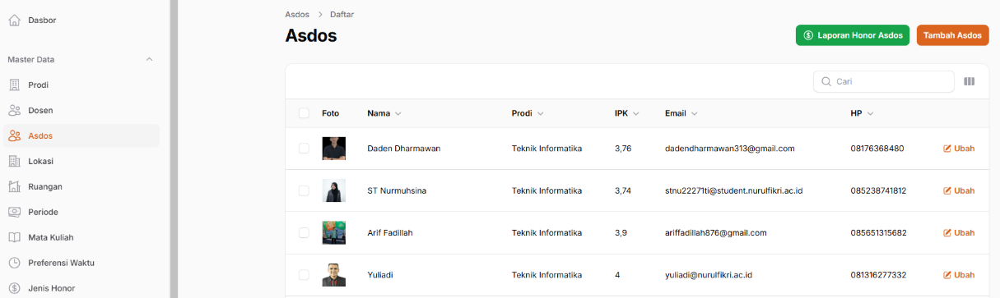 Dasbor
Master Data
Prodi
Dosen
Asdos
Lokasi
Ruangan
Periode
Mata Kuliah
Preferensi Waktu
Jenis Honor
Asdos > Daftar
Asdos
Laporan Honor Asdos
Tambah Asdos
Cari
Foto Nama Prodi IPK Email HP
Daden Dharmawan Teknik Informatika 3,76 dadendharmawan313@gmail.com 08176368480 Ubah
ST Nurmuhsina Teknik Informatika 3,74 stnu22271ti@student.nurulfikri.ac.id 085238741812 Ubah
Arif Fadillah Teknik Informatika 3,9 ariffadillah876@gmail.com 085651315682 Ubah
Yuliadi Teknik Informatika 4 yuliadi@nurulfikri.ac.id 081316277332 Ubah